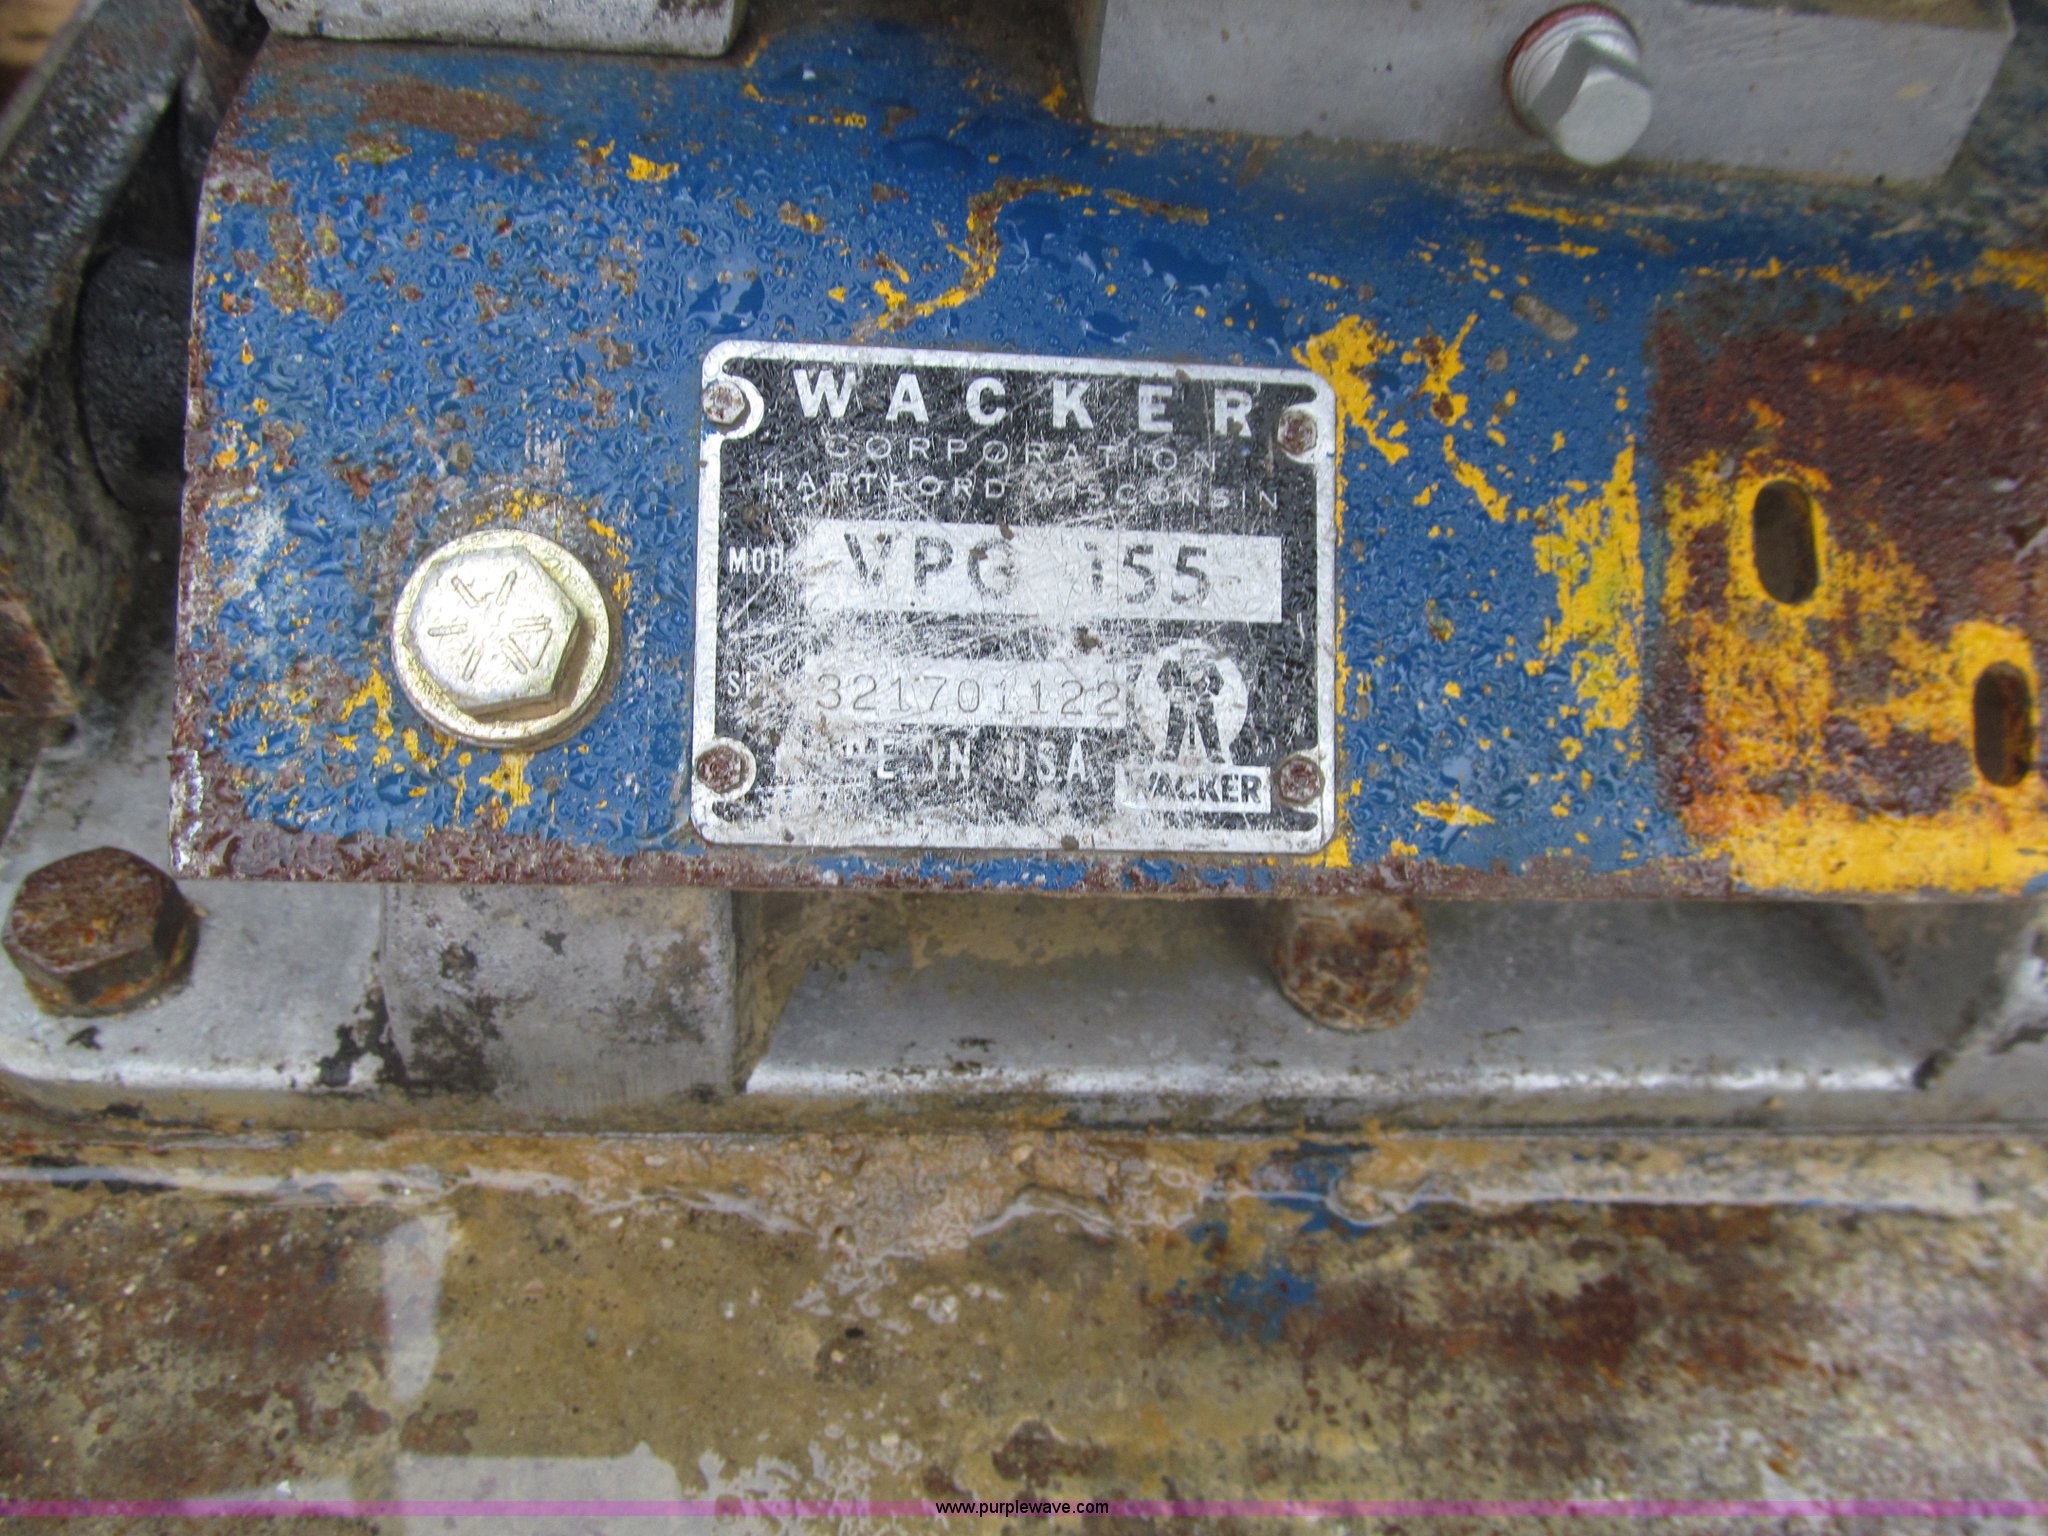 WACKER
CORPORATION
HARTFORD WISCONSIN
MOD VPG 155
321701122
IN USA
WACKER
www.purplewave.com